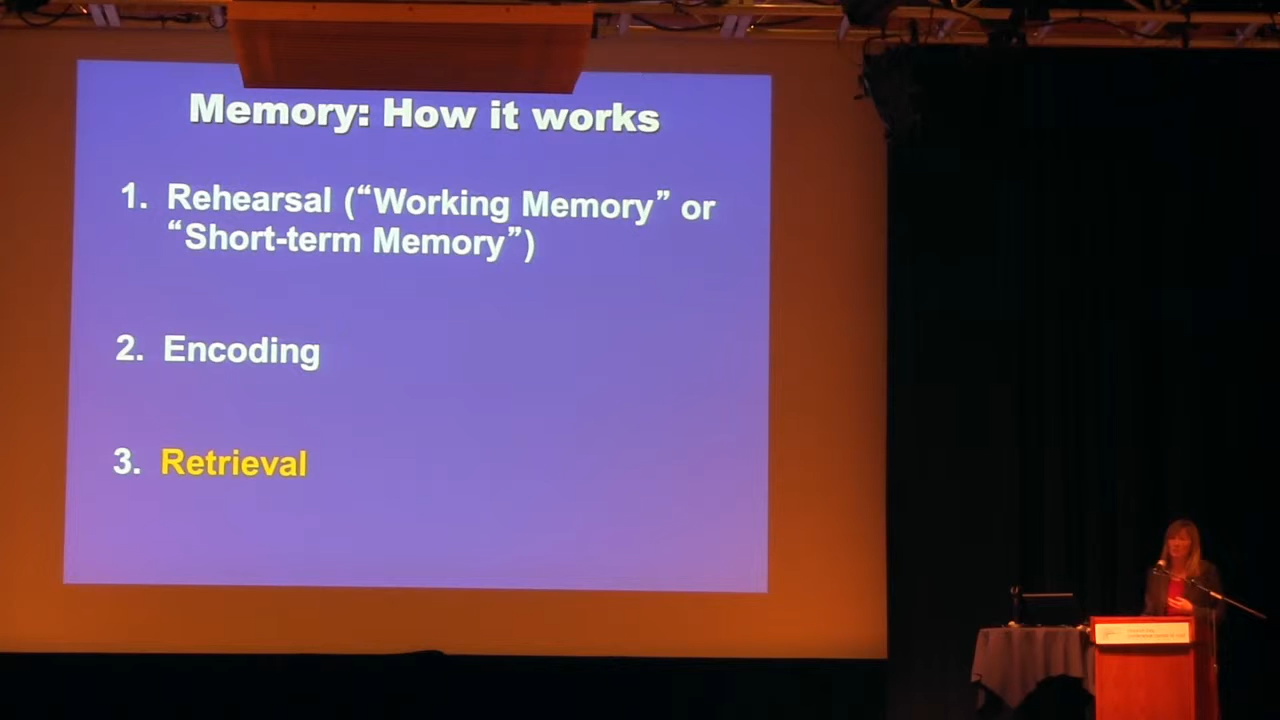 Memory: How it works
1. Rehearsal (“Working Memory” or
“Short-term Memory”)
2. Encoding
3. Retrieval